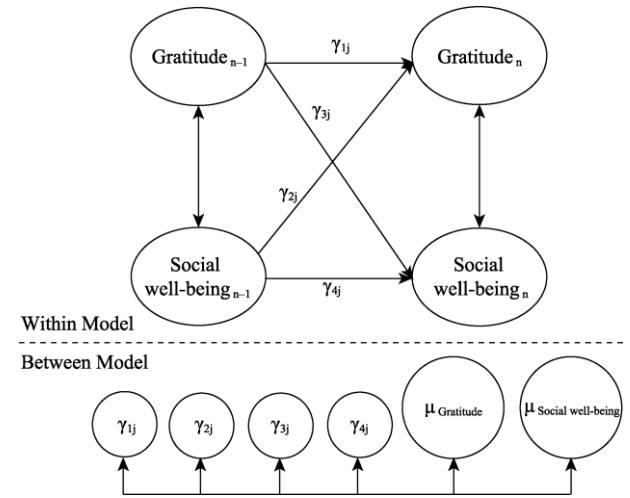 Gratitude n–1
γ1j
Gratitude n
γ3j
γ2j
Social
well-being n–1
γ4j
Social
well-being n
Within Model
Between Model
γ1j
γ2j
γ3j
γ4j
μ Gratitude
μ Social well-being